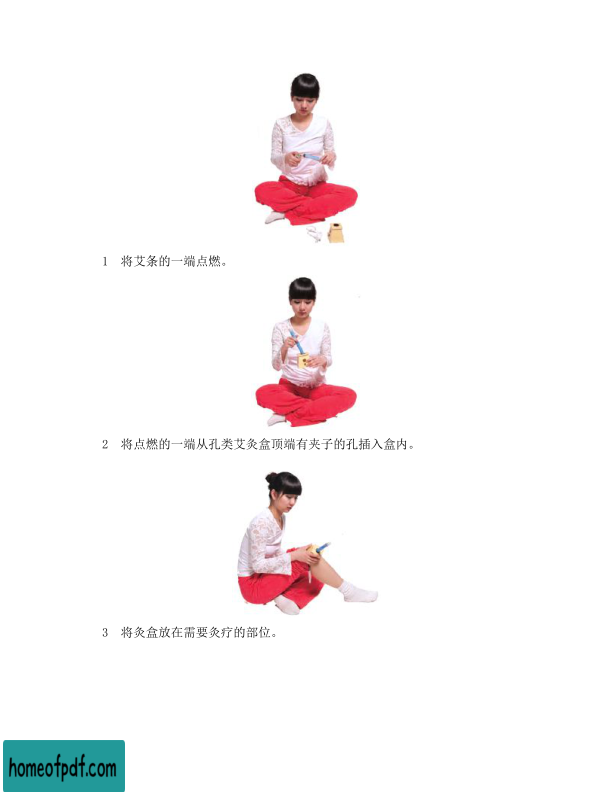 1 将艾条的一端点燃。
2 将点燃的一端从孔类艾灸盒顶端有夹子的孔插入盒内。
3 将灸盒放在需要灸疗的部位。
homeofpdf.com